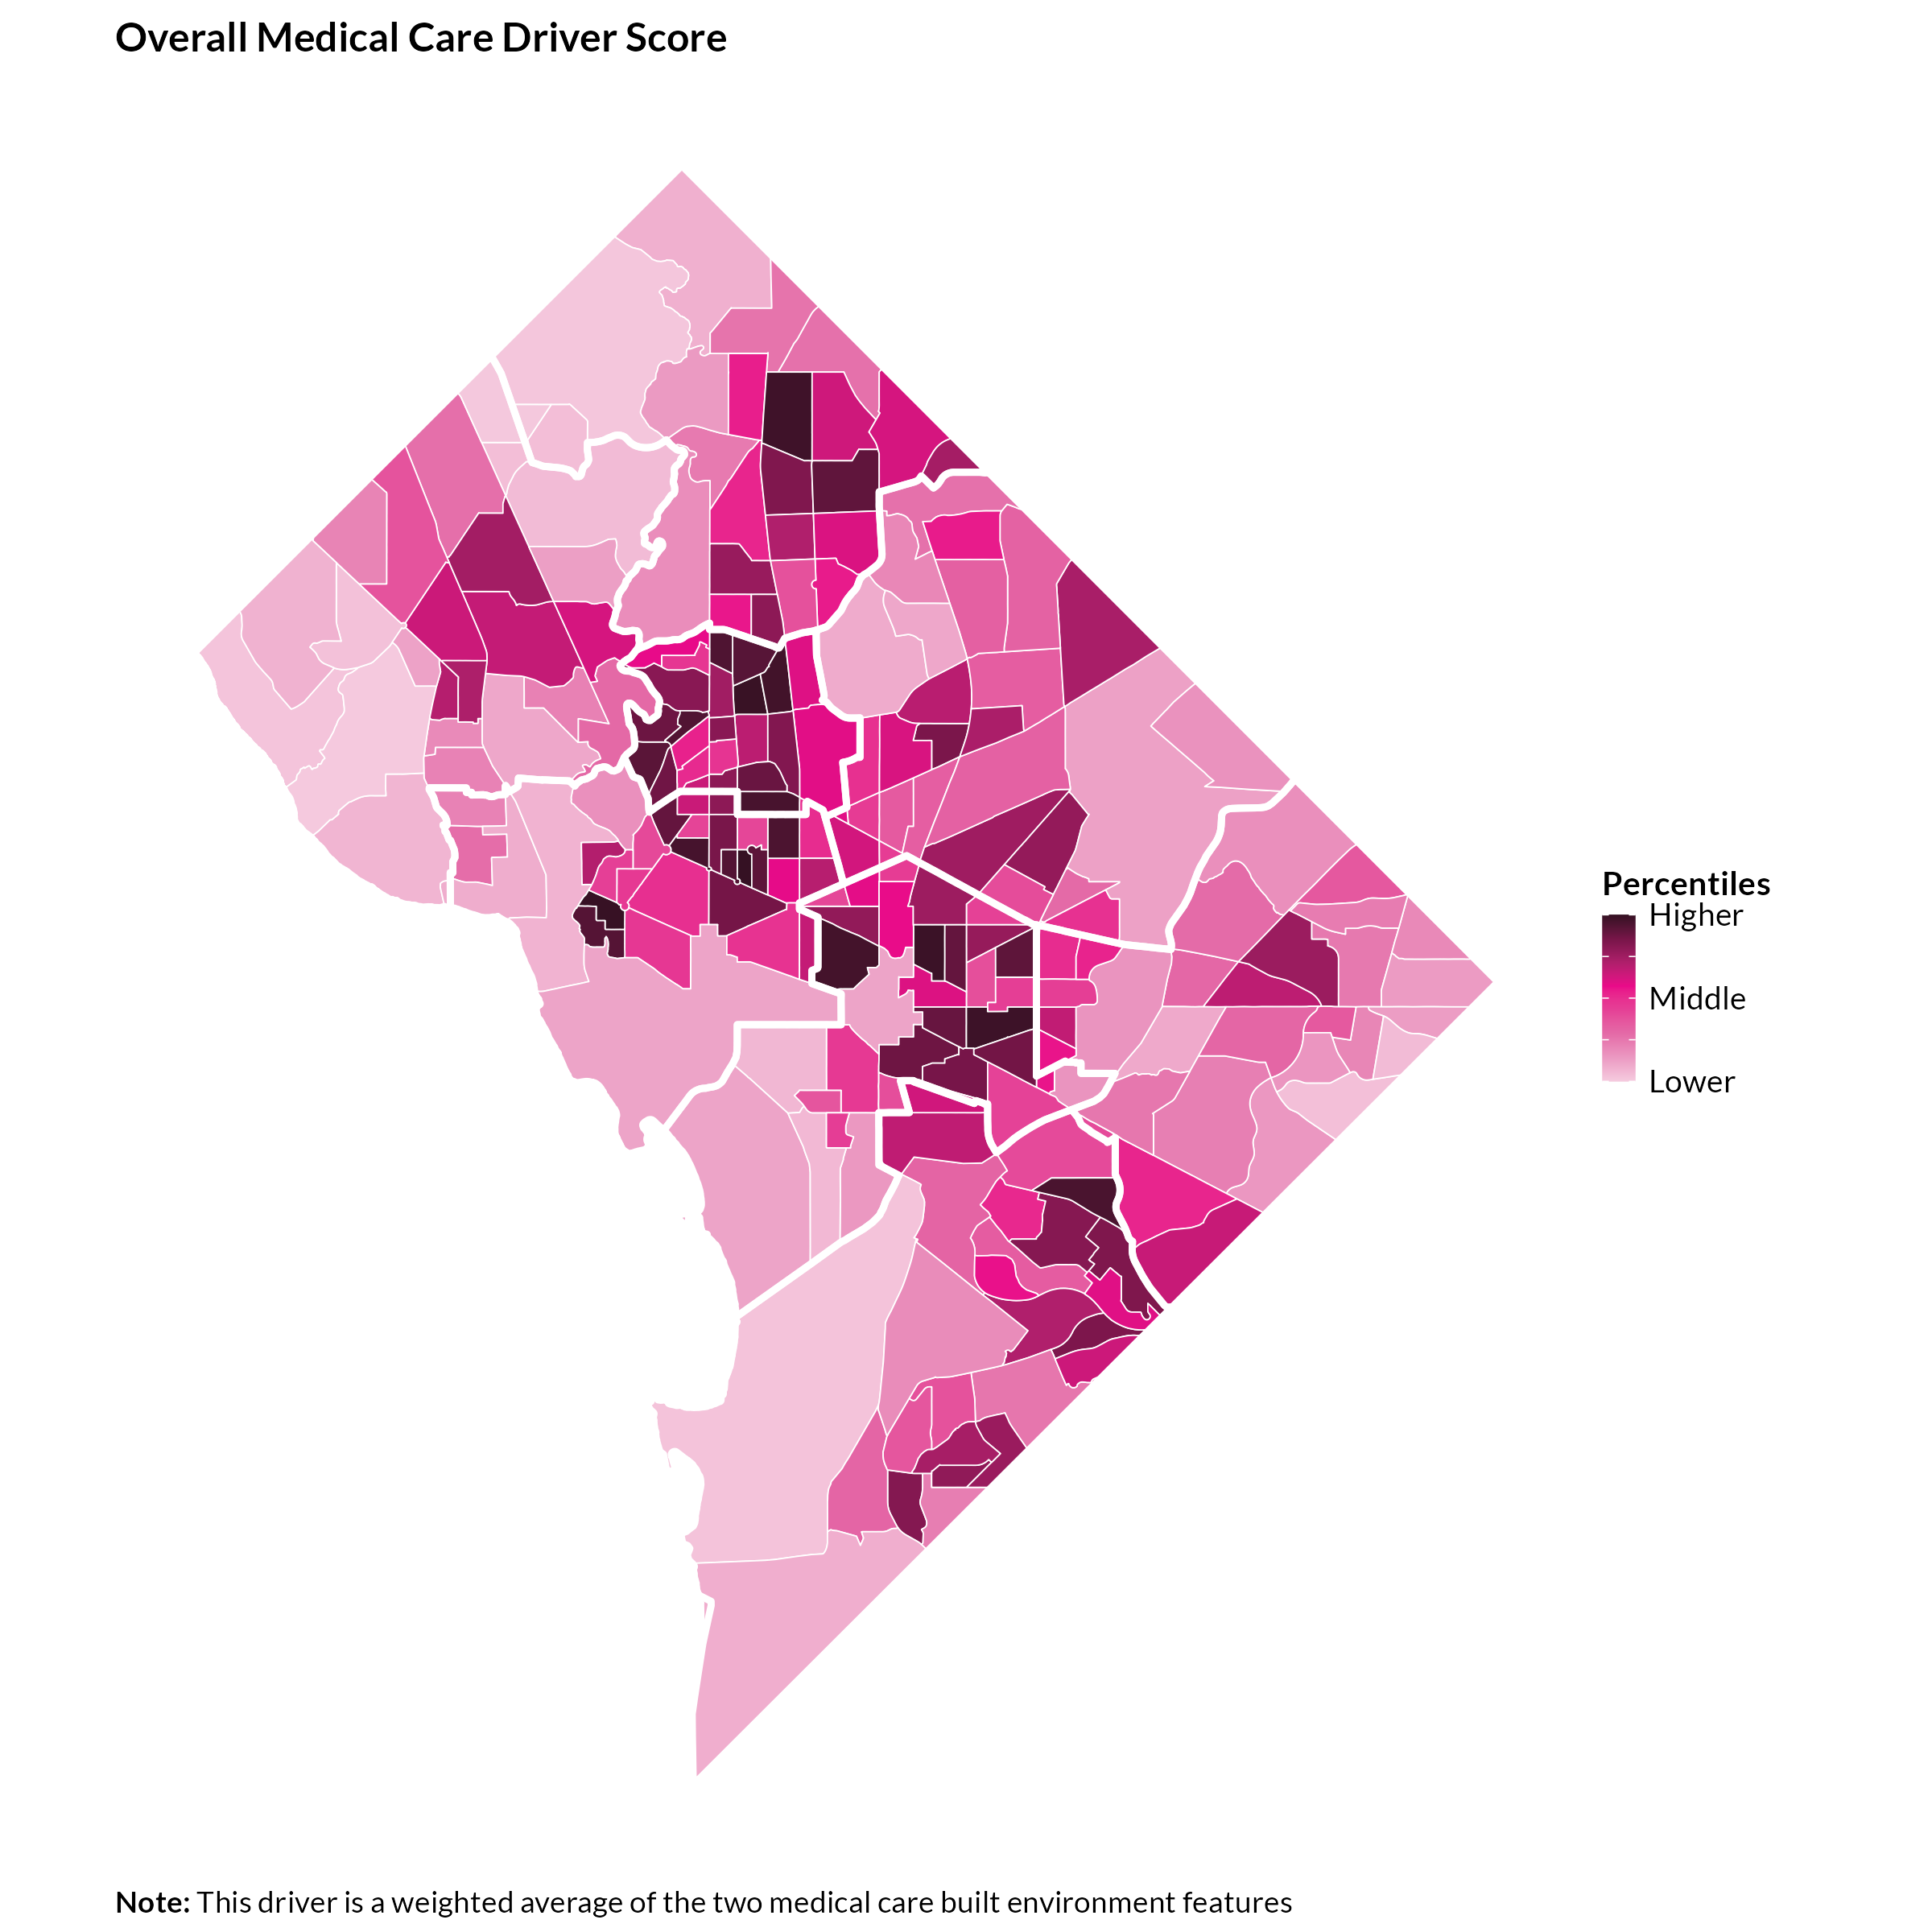 Overall Medical Care Driver Score
Percentiles
Higher
Middle
Lower
Note: This driver is a weighted average of the two medical care built environment features